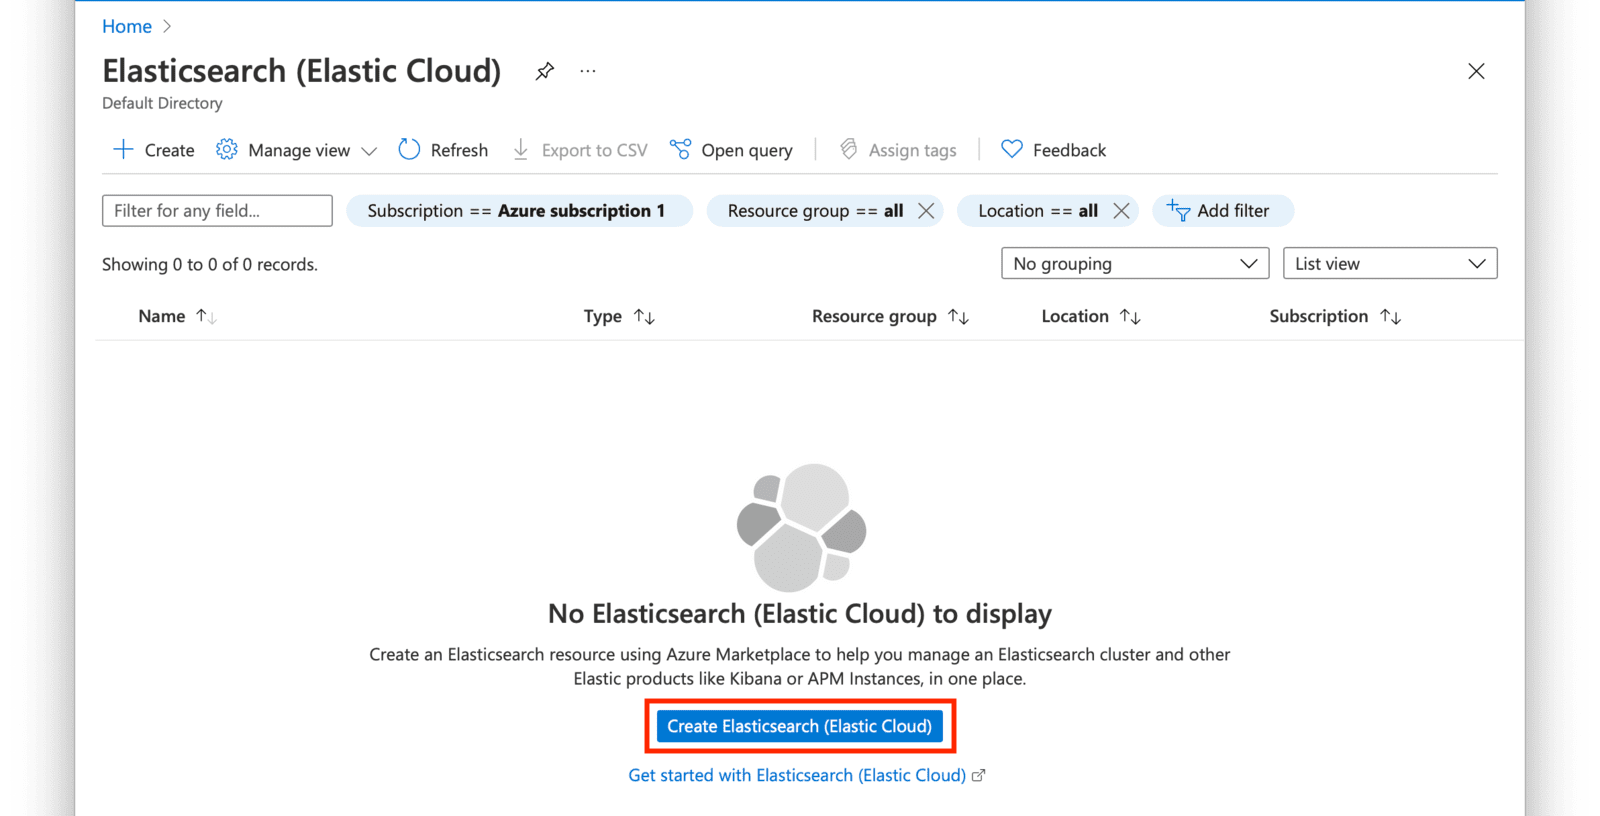 Home
Elasticsearch (Elastic Cloud)
Default Directory
Create Manage view Refresh Export to CSV Open query Assign tags Feedback
Filter for any field... Subscription == Azure subscription 1 Resource group == all Location == all Add filter
Showing 0 to 0 of 0 records. No grouping List view
Name Type Resource group Location Subscription
No Elasticsearch (Elastic Cloud) to display
Create an Elasticsearch resource using Azure Marketplace to help you manage an Elasticsearch cluster and other
Elastic products like Kibana or APM Instances, in one place.
Create Elasticsearch (Elastic Cloud)
Get started with Elasticsearch (Elastic Cloud)